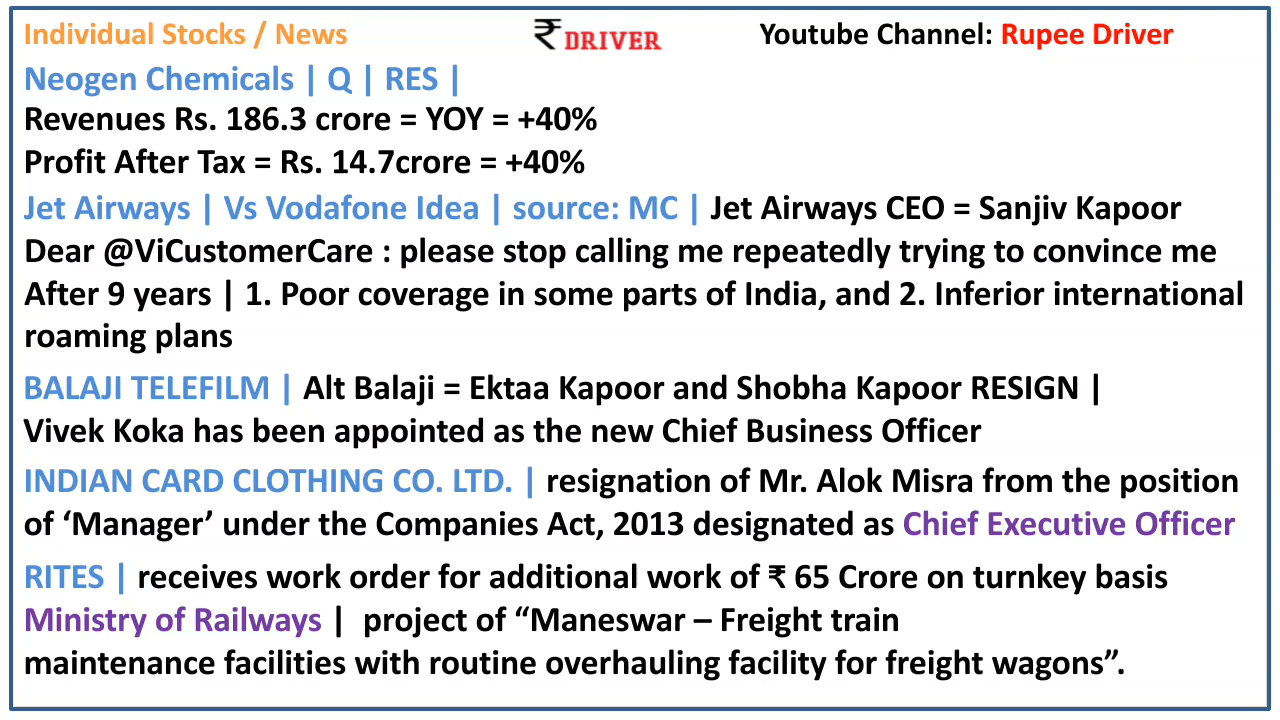 Individual Stocks / News ₹ DRIVER Youtube Channel: Rupee Driver
Neogen Chemicals | Q | RES |
Revenues Rs. 186.3 crore = YOY = +40%
Profit After Tax = Rs. 14.7crore = +40%
Jet Airways | Vs Vodafone Idea | source: MC | Jet Airways CEO = Sanjiv Kapoor
Dear @ViCustomerCare : please stop calling me repeatedly trying to convince me
After 9 years | 1. Poor coverage in some parts of India, and 2. Inferior international
roaming plans
BALAJI TELEFILM | Alt Balaji = Ektaa Kapoor and Shobha Kapoor RESIGN |
Vivek Koka has been appointed as the new Chief Business Officer
INDIAN CARD CLOTHING CO. LTD. | resignation of Mr. Alok Misra from the position
of ‘Manager’ under the Companies Act, 2013 designated as Chief Executive Officer
RITES | receives work order for additional work of ₹ 65 Crore on turnkey basis
Ministry of Railways | project of “Maneswar – Freight train
maintenance facilities with routine overhauling facility for freight wagons”.